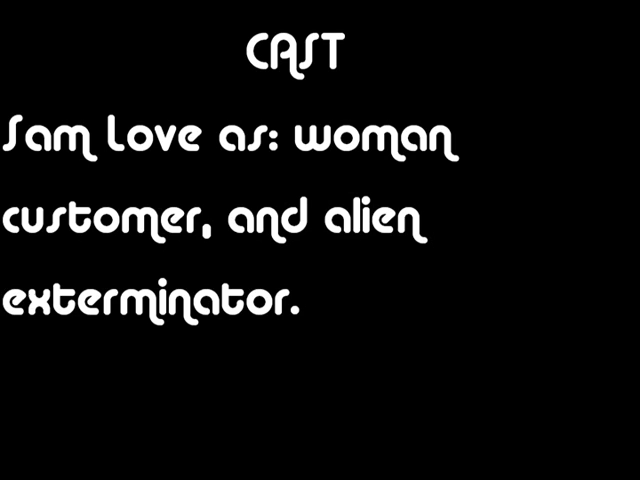 CAST
Sam Love as: woman
customer, and alien
exterminator.